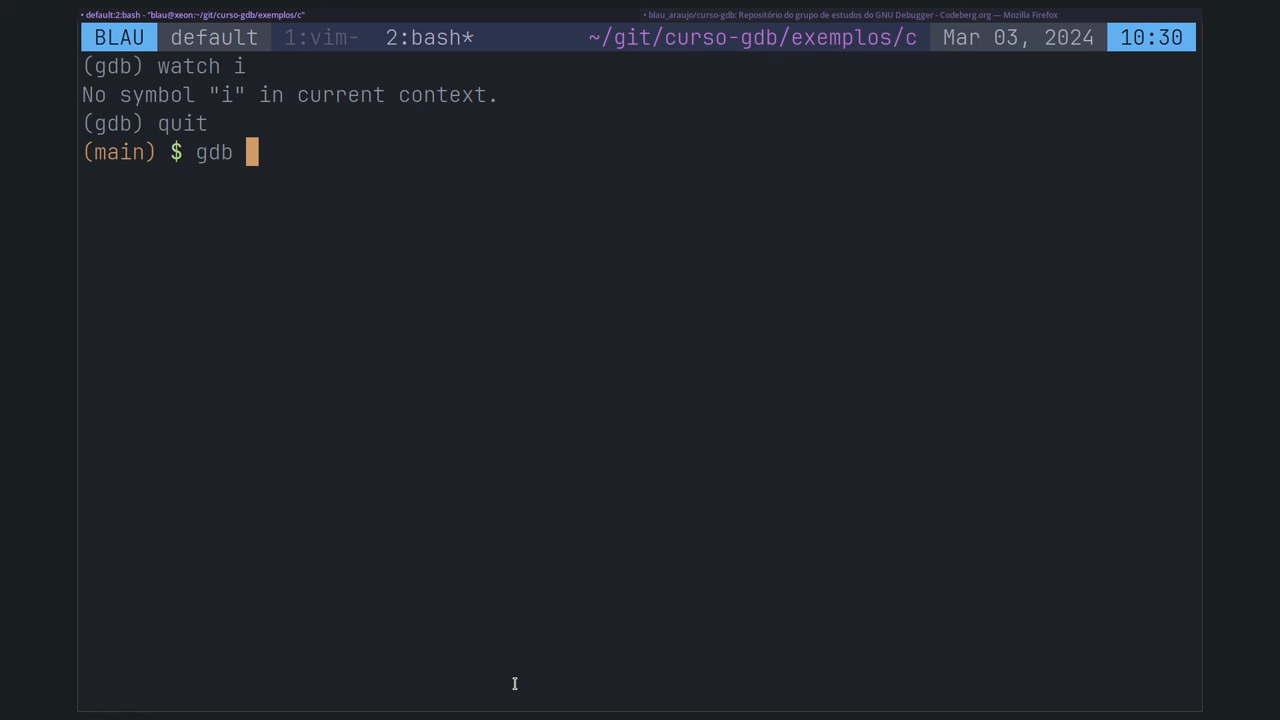 • default:2:bash - "blau@xeon:~/git/curso-gdb/exemplos/c"
• blau_araujo/curso-gdb: Repositório do grupo de estudos do GNU Debugger - Codeberg.org — Mozilla Firefox
BLAU default 1:vim- 2:bash* ~/git/curso-gdb/exemplos/c Mar 03, 2024 10:30
(gdb) watch i
No symbol "i" in current context.
(gdb) quit
(main) $ gdb